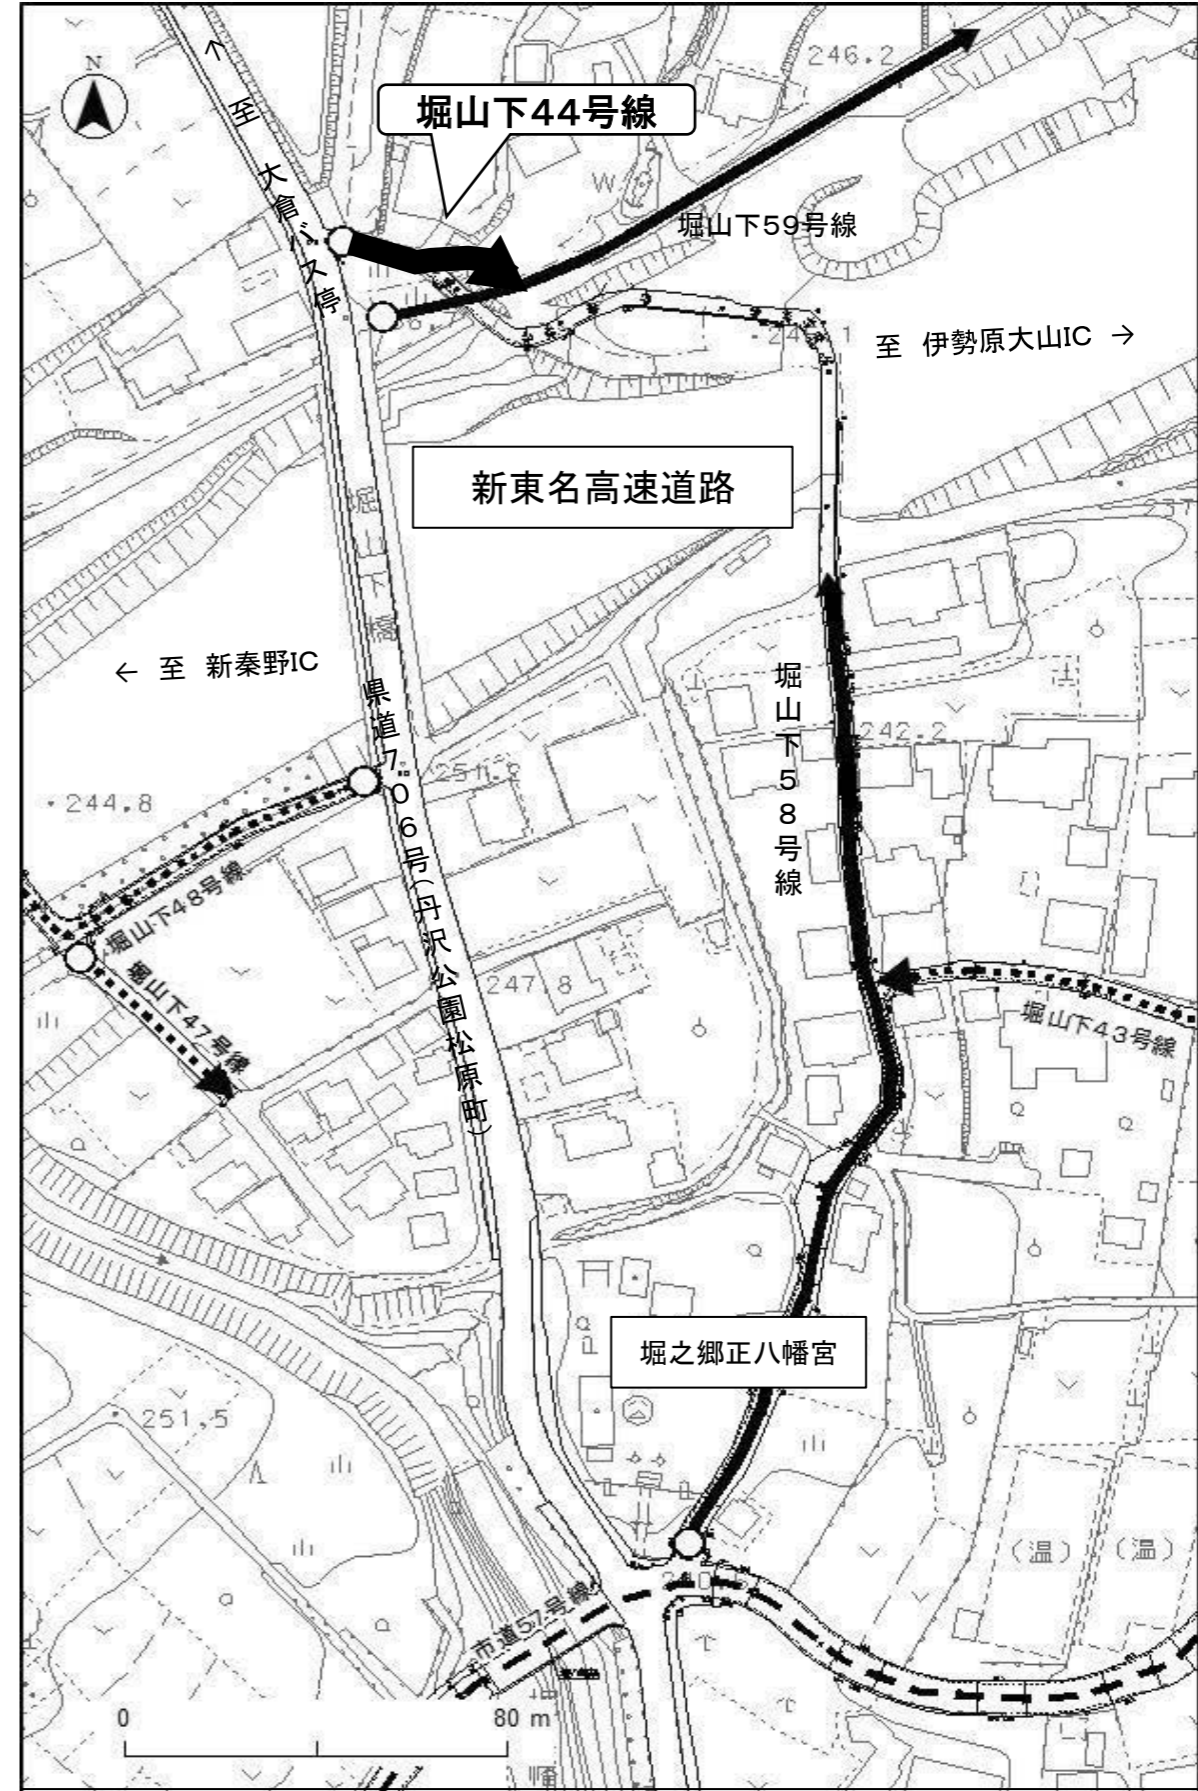 N
246.2
↑ 至 大倉バス停
堀山下44号線
W
堀山下59号線
至 伊勢原大山IC →
新東名高速道路
← 至 新秦野IC
堀山下橋
県道706号(丹沢公園松原町)
251.2
堀山下58号線
242.2
・244.8
堀山下48号線
堀山下47号線
247.8
堀山下43号線
堀之郷正八幡宮
251.5
(温)
(温)
市道57号線
0
80 m